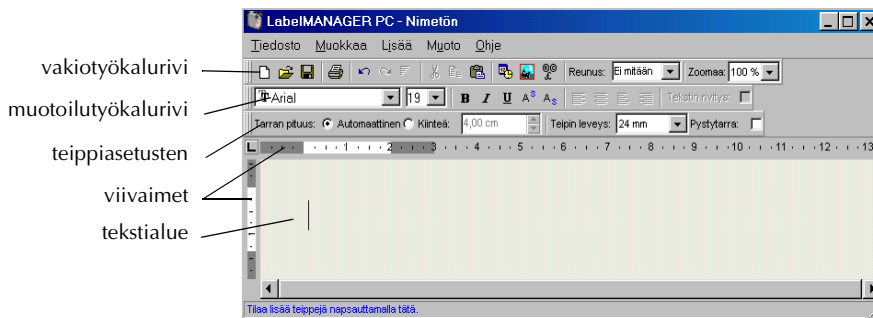 LabelMANAGER PC - Nimetön
Tiedosto Muokkaa Lisää Muoto Ohje
vakiotyökalurivi
Reunus: Ei mitään Zoomaa: 100 %
muotoilutyökalurivi
Arial 19 B I U A^S A_S Tekstin rivitys:
teippiasetusten
Tarran pituus: Automaattinen Kiinteä: 4,00 cm Teipin leveys: 24 mm Pystytarra:
L 1 2 3 4 5 6 7 8 9 10 11 12 13
viivaimet
1
tekstialue
Tilaa lisää teippejä napsauttamalla tätä.